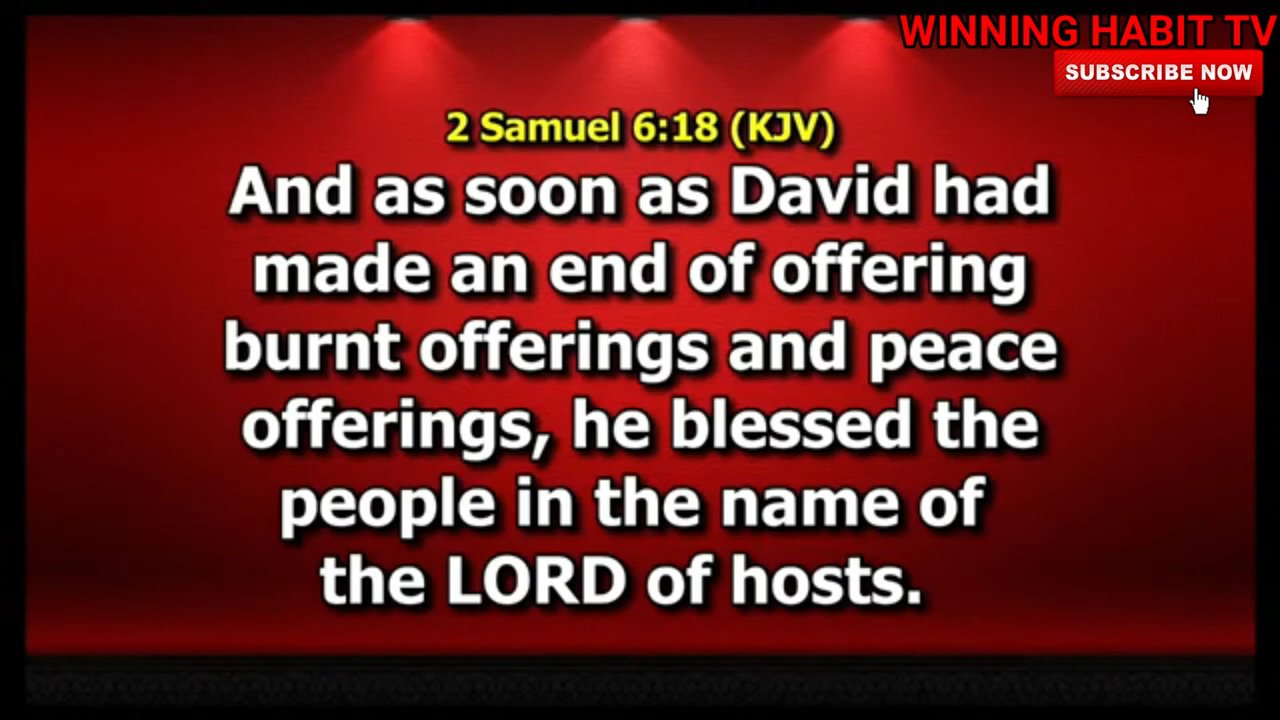 WINNING HABIT TV
SUBSCRIBE NOW
2 Samuel 6:18 (KJV)
And as soon as David had
made an end of offering
burnt offerings and peace
offerings, he blessed the
people in the name of
the LORD of hosts.